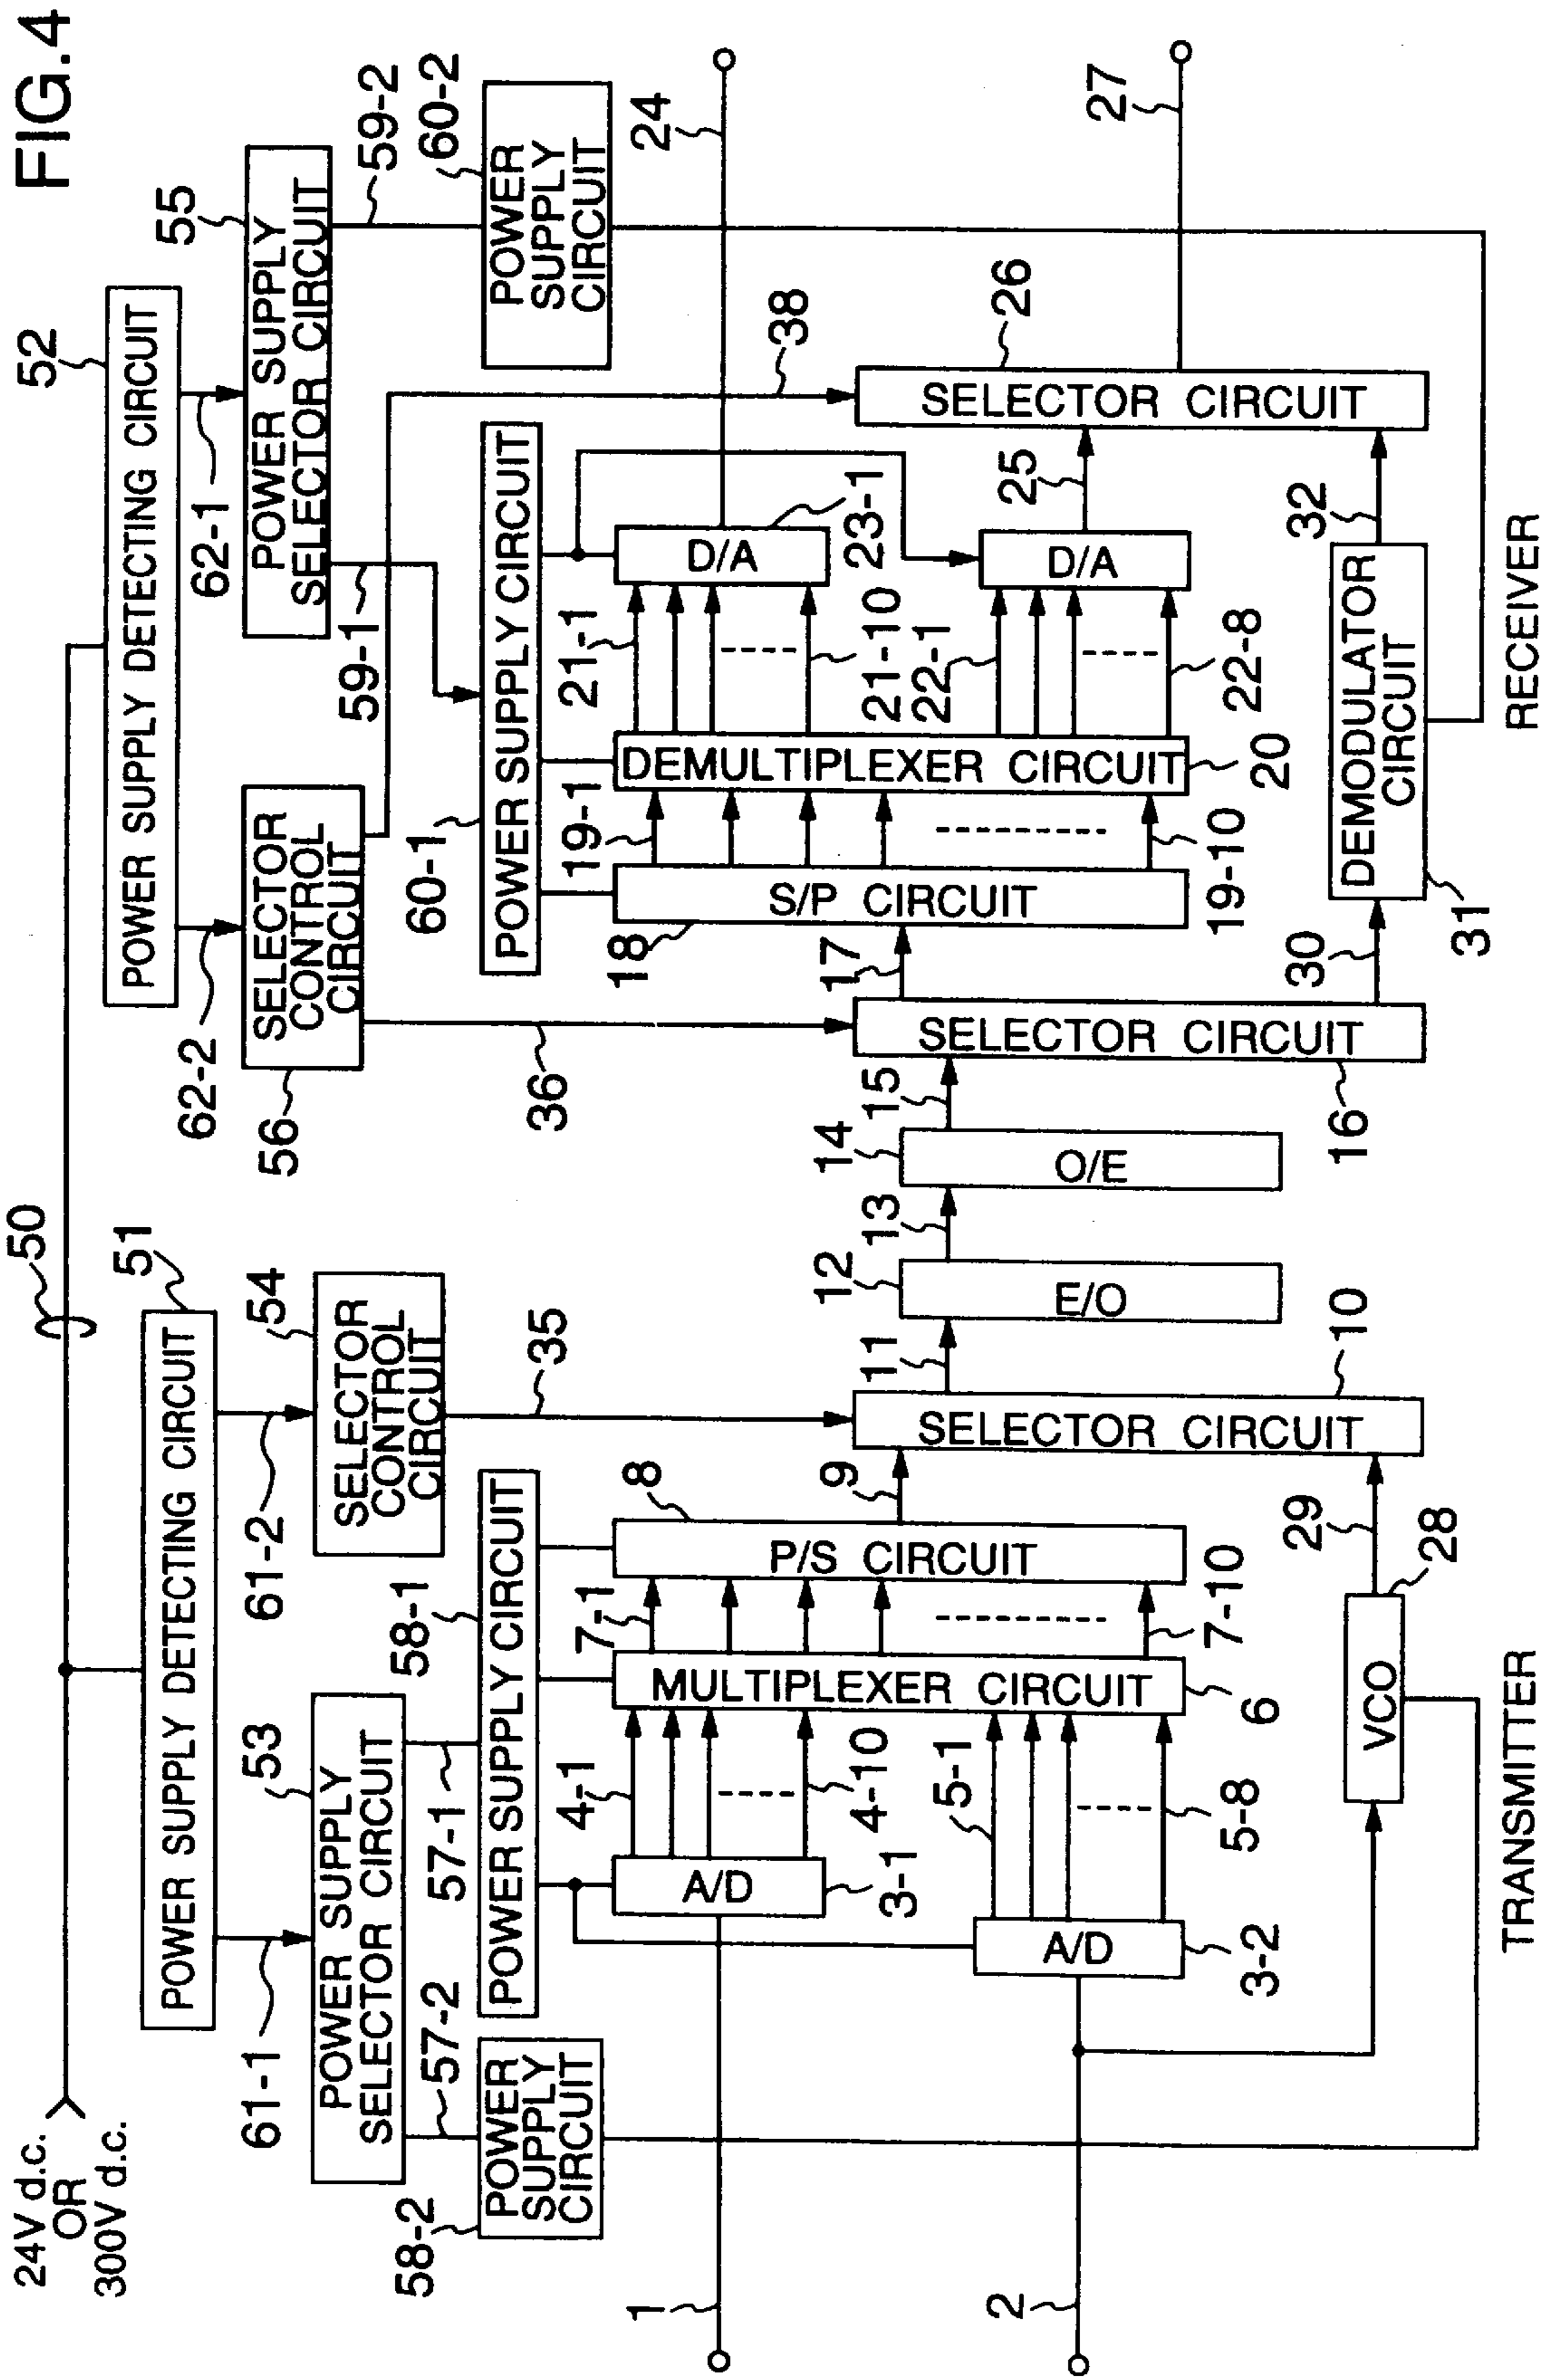 FIG.4
24V d.c.
OR
300V d.c.
50
51
POWER SUPPLY DETECTING CIRCUIT
52
POWER SUPPLY DETECTING CIRCUIT
61-1
61-2
62-2
62-1
53
POWER SUPPLY
SELECTOR CIRCUIT
54
SELECTOR
CONTROL
CIRCUIT
56
SELECTOR
CONTROL
CIRCUIT
55
POWER SUPPLY
SELECTOR CIRCUIT
57-2
57-1
35
36
59-1
38
59-2
58-2
POWER
SUPPLY
CIRCUIT
58-1
POWER SUPPLY CIRCUIT
60-1
POWER SUPPLY CIRCUIT
60-2
POWER
SUPPLY
CIRCUIT
1
A/D
3-1
4-1
4-10
2
A/D
3-2
5-1
5-8
MULTIPLEXER CIRCUIT
6
7-1
7-10
P/S CIRCUIT
8
9
VCO
28
29
SELECTOR CIRCUIT
10
11
12
E/O
13
14
O/E
15
SELECTOR CIRCUIT
16
17
18
S/P CIRCUIT
19-1
19-10
DEMULTIPLEXER CIRCUIT
20
21-1
21-10
22-1
22-8
D/A
23-1
24
D/A
25
30
DEMODULATOR
CIRCUIT
31
32
SELECTOR CIRCUIT
26
27
TRANSMITTER
RECEIVER